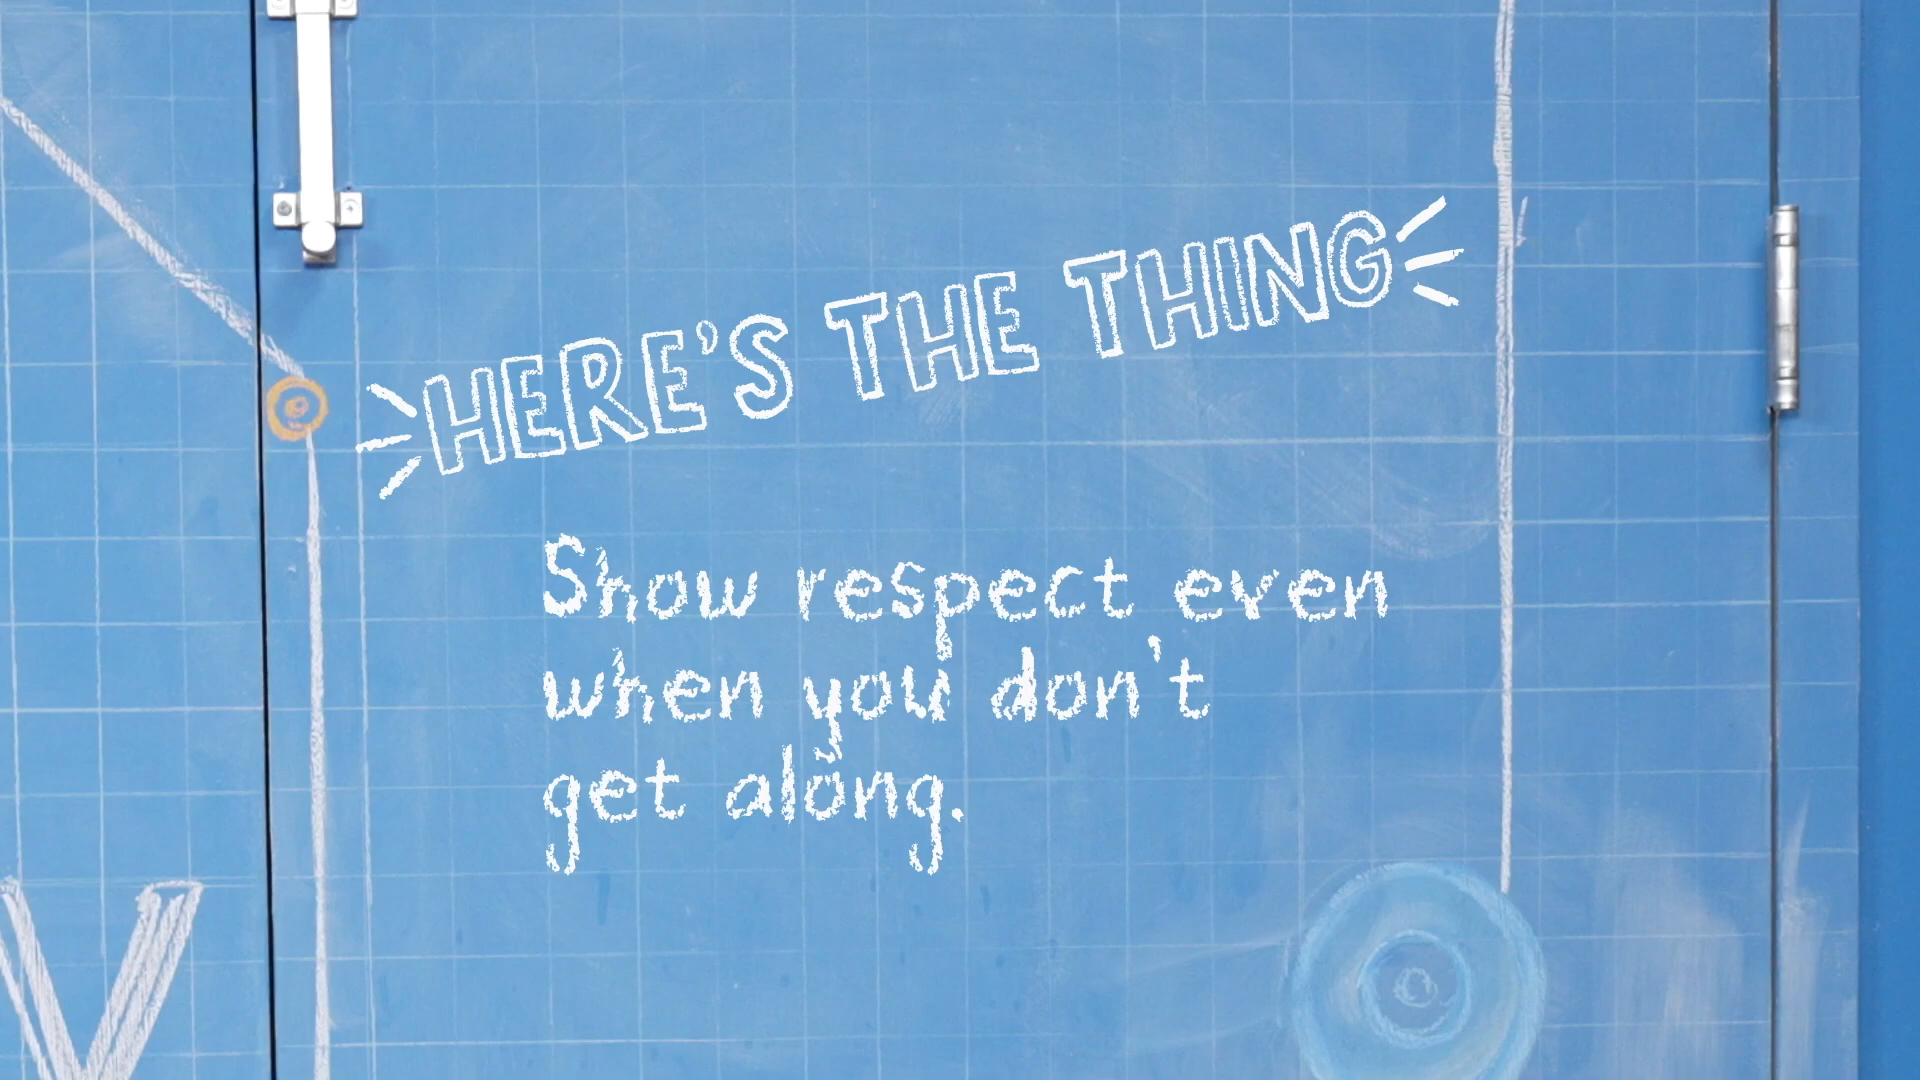 HERE'S THE THING
Show respect even
when you don't
get along.